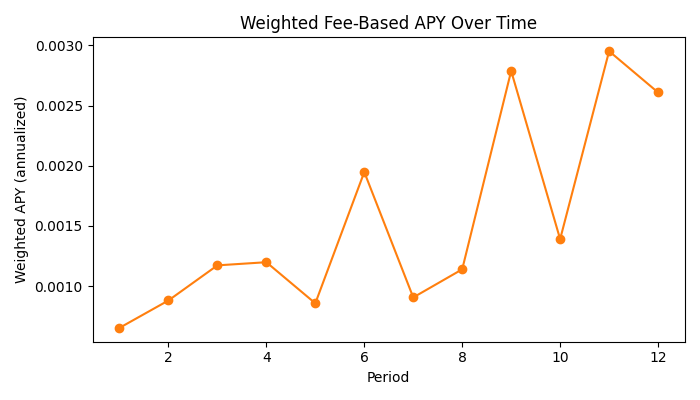 Weighted Fee-Based APY Over Time
Weighted APY (annualized)
0.0030
0.0025
0.0020
0.0015
0.0010
2 4 6 8 10 12
Period